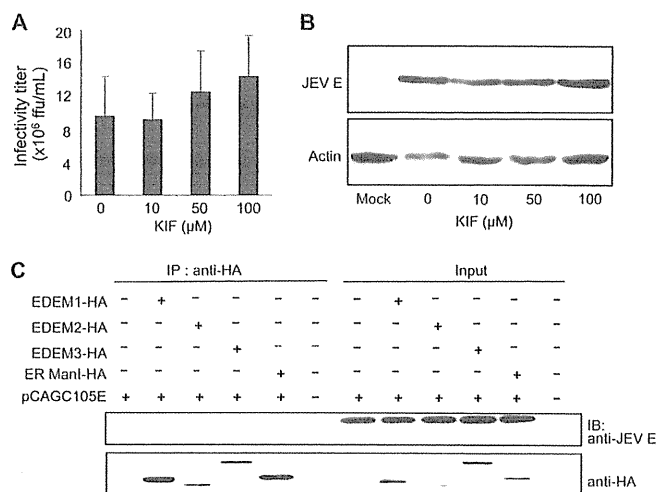 A
Infectivity titer
(x10⁶ ffu/mL)
20
16
12
8
4
0
0 10 50 100
KIF (µM)
B
JEV E
Actin
Mock 0 10 50 100
KIF (µM)
C
IP : anti-HA Input
EDEM1-HA − + − − − − − + − − − −
EDEM2-HA − − + − − − − − + − − −
EDEM3-HA − − − + − − − − − + − −
ER ManI-HA − − − − + − − − − − + −
pCAGC105E + + + + + − + + + + + −
IB:
anti-JEV E
anti-HA